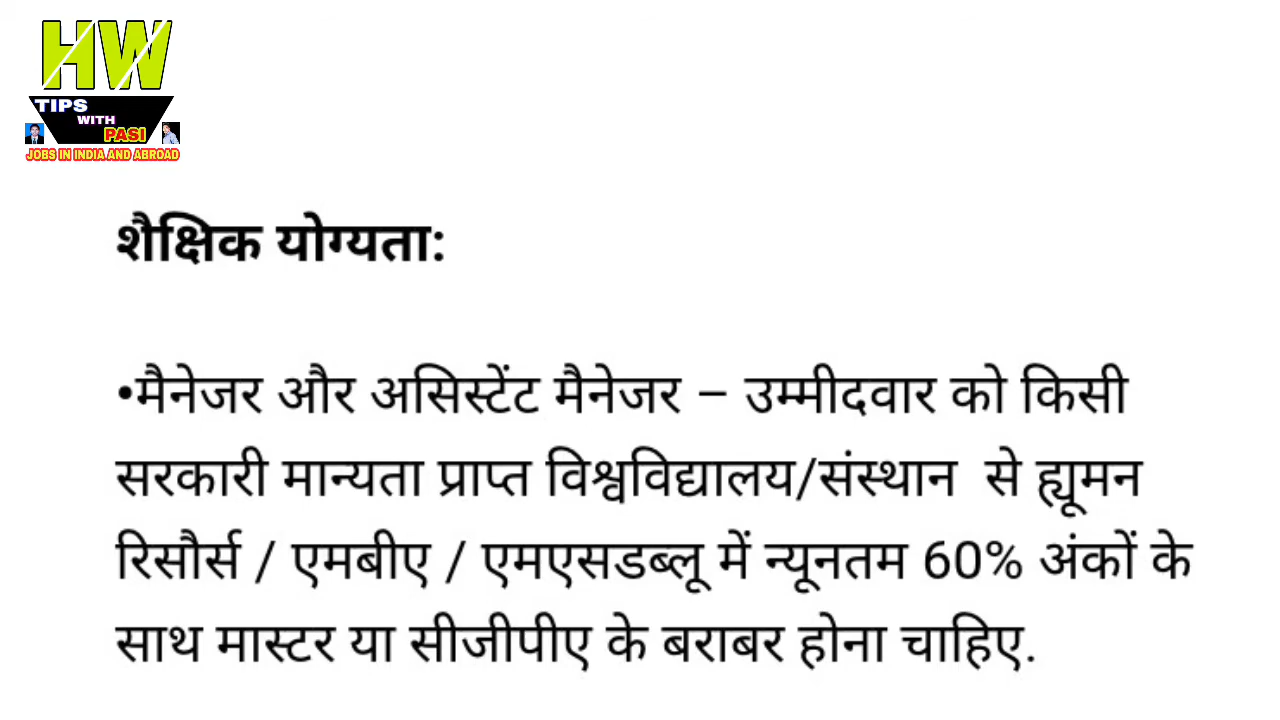 HW
TIPS
WITH
PASI
JOBS IN INDIA AND ABROAD
शैक्षिक योग्यता:
•मैनेजर और असिस्टेंट मैनेजर – उम्मीदवार को किसी
सरकारी मान्यता प्राप्त विश्वविद्यालय/संस्थान से ह्यूमन
रिसौर्स / एमबीए / एमएसडब्लू में न्यूनतम 60% अंकों के
साथ मास्टर या सीजीपीए के बराबर होना चाहिए.